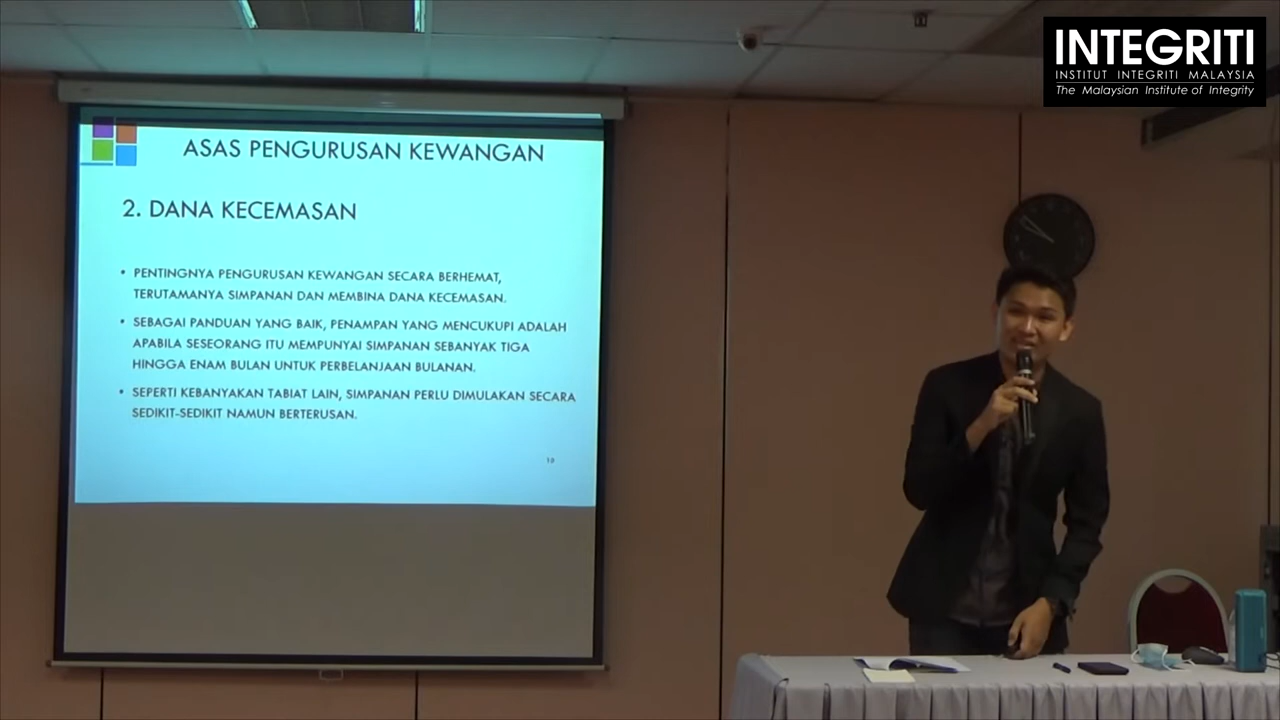 INTEGRITI
INSTITUT INTEGRITI MALAYSIA
The Malaysian Institute of Integrity
ASAS PENGURUSAN KEWANGAN
2. DANA KECEMASAN
• PENTINGNYA PENGURUSAN KEWANGAN SECARA BERHEMAT,
TERUTAMANYA SIMPANAN DAN MEMBINA DANA KECEMASAN.
• SEBAGAI PANDUAN YANG BAIK, PENAMPAN YANG MENCUKUPI ADALAH
APABILA SESEORANG ITU MEMPUNYAI SIMPANAN SEBANYAK TIGA
HINGGA ENAM BULAN UNTUK PERBELANJAAN BULANAN.
• SEPERTI KEBANYAKAN TABIAT LAIN, SIMPANAN PERLU DIMULAKAN SECARA
SEDIKIT-SEDIKIT NAMUN BERTERUSAN.